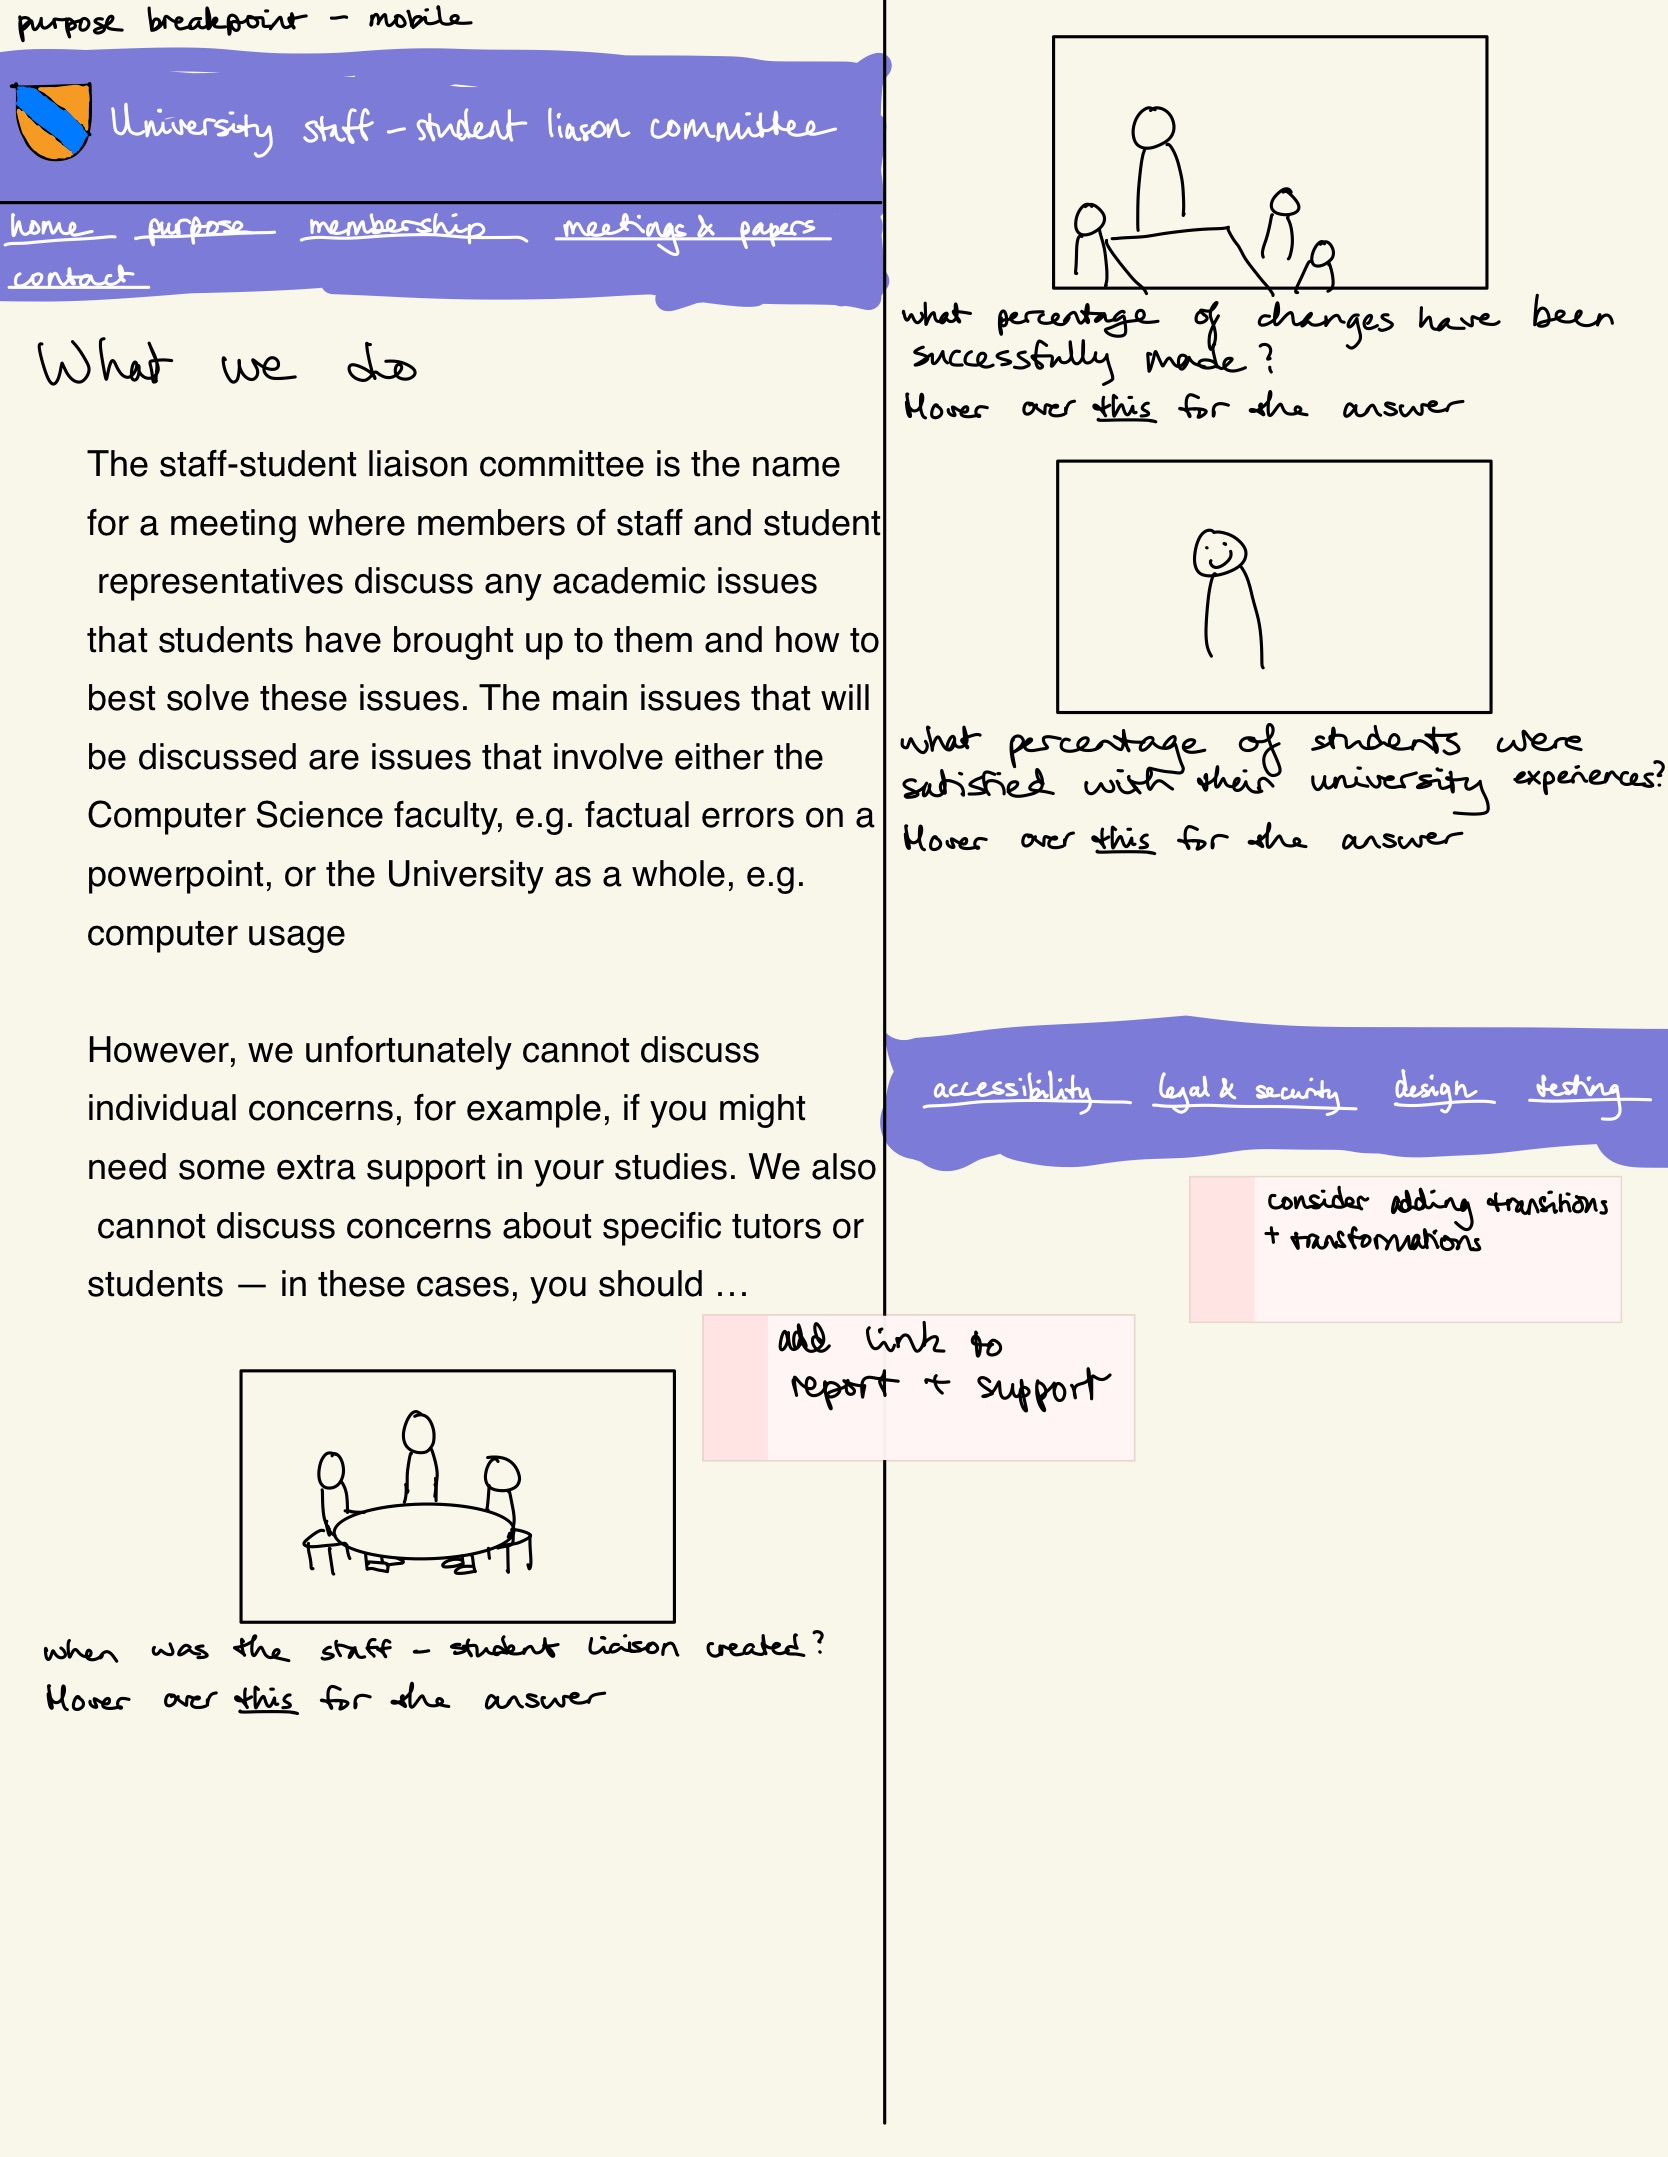 purpose breakpoint - mobile
University staff - student liason committee
home purpose membership meetings & papers
contact
What we do
The staff-student liaison committee is the name
for a meeting where members of staff and student
representatives discuss any academic issues
that students have brought up to them and how to
best solve these issues. The main issues that will
be discussed are issues that involve either the
Computer Science faculty, e.g. factual errors on a
powerpoint, or the University as a whole, e.g.
computer usage
However, we unfortunately cannot discuss
individual concerns, for example, if you might
need some extra support in your studies. We also
cannot discuss concerns about specific tutors or
students — in these cases, you should …
add link to
report + support
when was the staff - student liaison created?
Hover over this for the answer
what percentage of changes have been
successfully made?
Hover over this for the answer
what percentage of students were
satisfied with their university experiences?
Hover over this for the answer
accessibility legal & security design testing
consider adding transitions
+ transformations